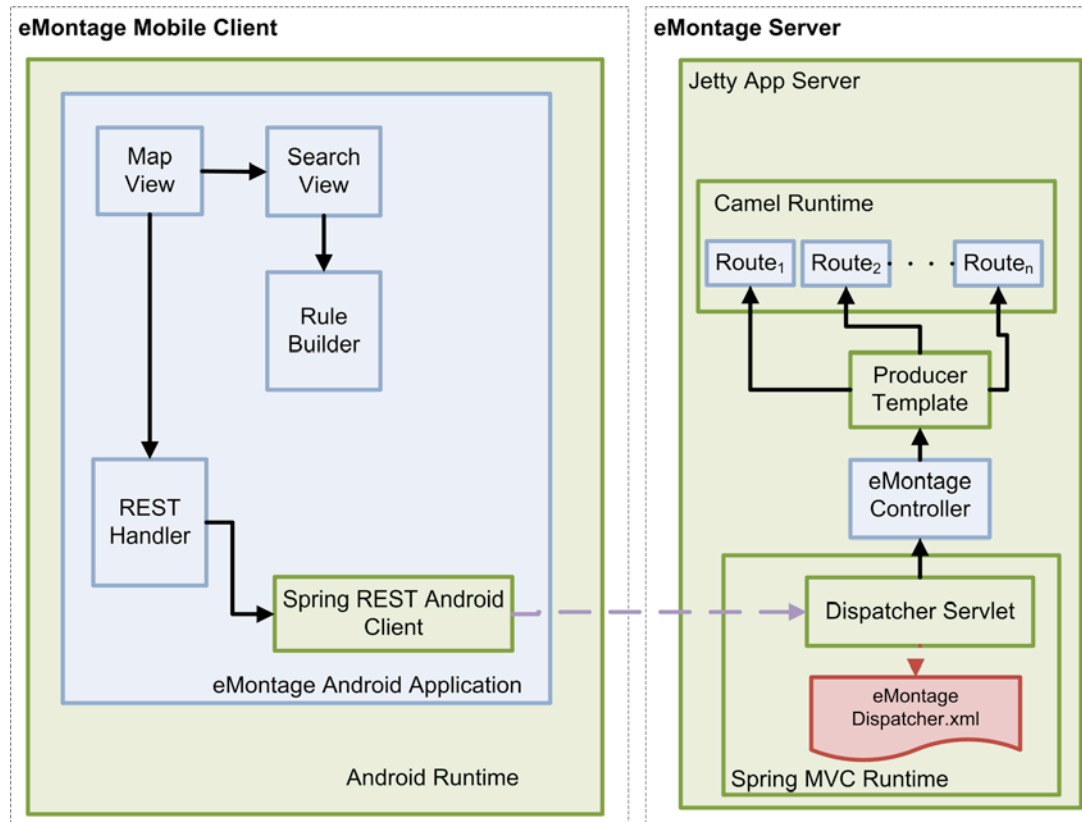 eMontage Mobile Client
Map
View
Search
View
Rule
Builder
REST
Handler
Spring REST Android
Client
eMontage Android Application
Android Runtime
eMontage Server
Jetty App Server
Camel Runtime
Route1
Route2
Routen
Producer
Template
eMontage
Controller
Dispatcher Servlet
eMontage
Dispatcher.xml
Spring MVC Runtime